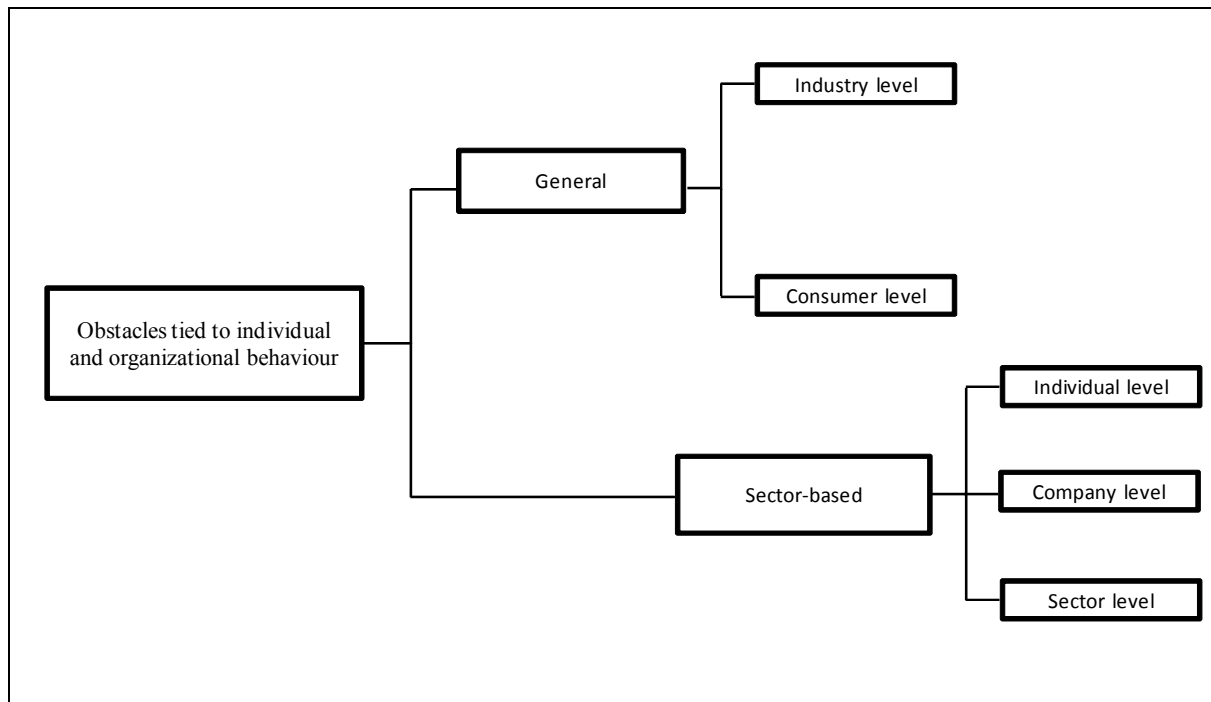 Industry level
General
Consumer level
Obstacles tied to individual
and organizational behaviour
Individual level
Sector-based
Company level
Sector level